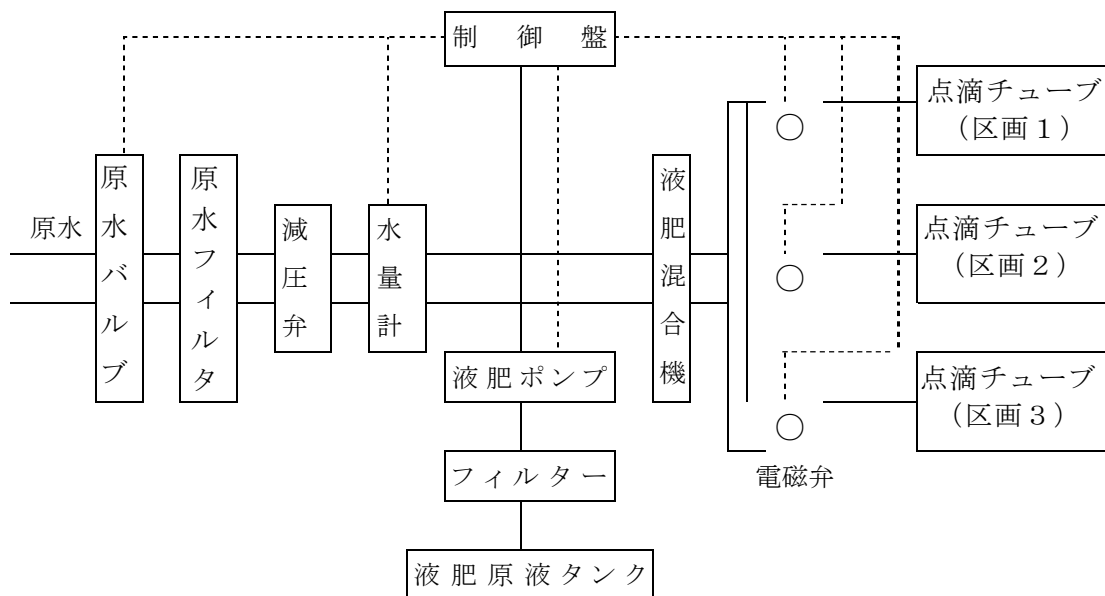 制御盤
点滴チューブ
(区画1)
原水
原水バルブ
原水フィルタ
減圧弁
水量計
液肥混合機
点滴チューブ
(区画2)
液肥ポンプ
点滴チューブ
(区画3)
フィルター
電磁弁
液肥原液タンク